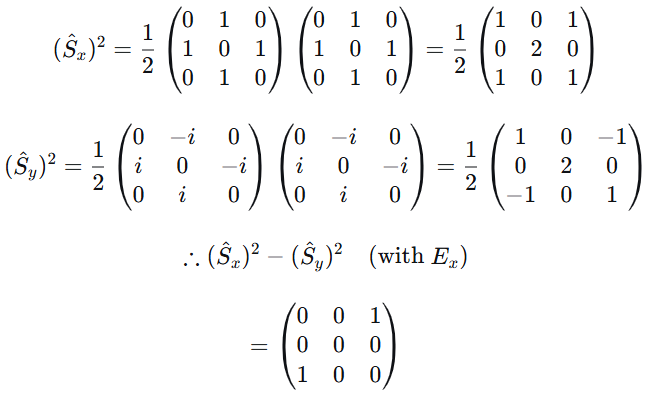 (Ŝₓ)² = 1/2 (0 1 0; 1 0 1; 0 1 0) (0 1 0; 1 0 1; 0 1 0) = 1/2 (1 0 1; 0 2 0; 1 0 1)
(Ŝ_y)² = 1/2 (0 −i 0; i 0 −i; 0 i 0) (0 −i 0; i 0 −i; 0 i 0) = 1/2 (1 0 −1; 0 2 0; −1 0 1)
∴ (Ŝₓ)² − (Ŝ_y)² (with Eₓ)
= (0 0 1; 0 0 0; 1 0 0)